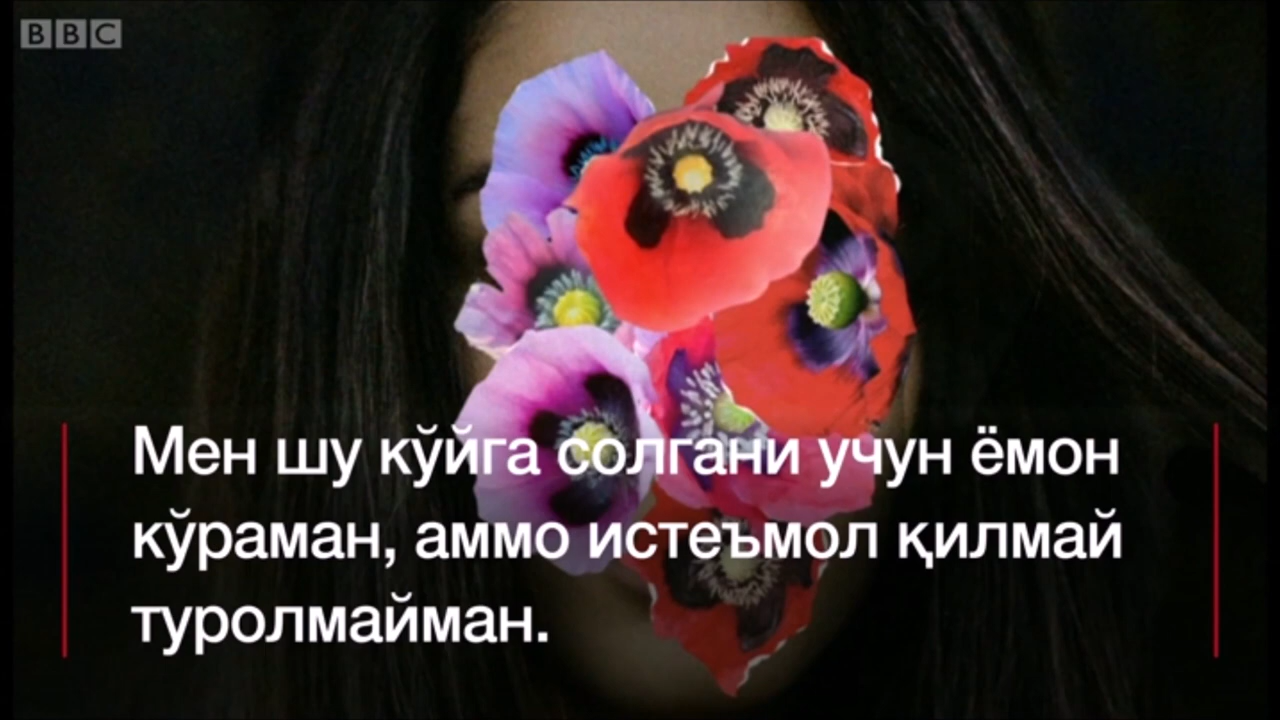 BBC
Мен шу кўйга солгани учун ёмон
кўраман, аммо истеъмол қилмай
туролмайман.